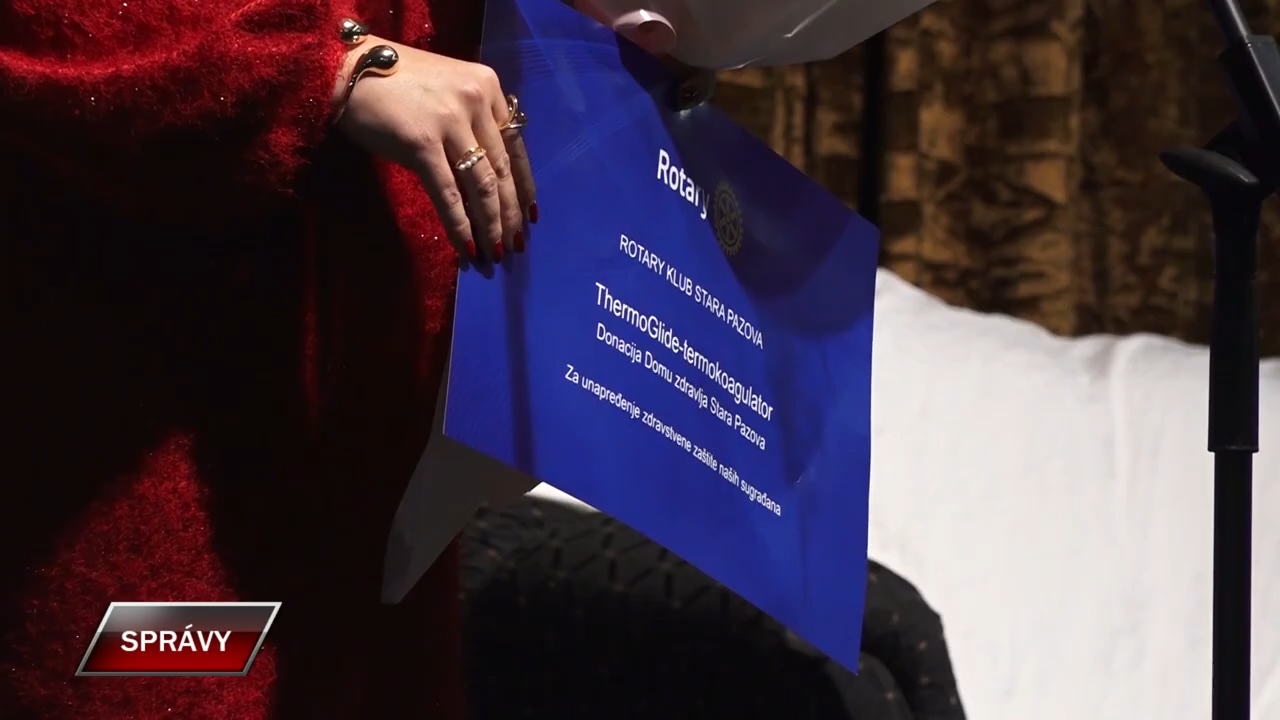 Rotary
ROTARY KLUB STARA PAZOVA
ThermoGlide-termokoagulator
Donacija Domu zdravlja Stara Pazova
Za unapređenje zdravstvene zaštite naših sugrađana
SPRÁVY